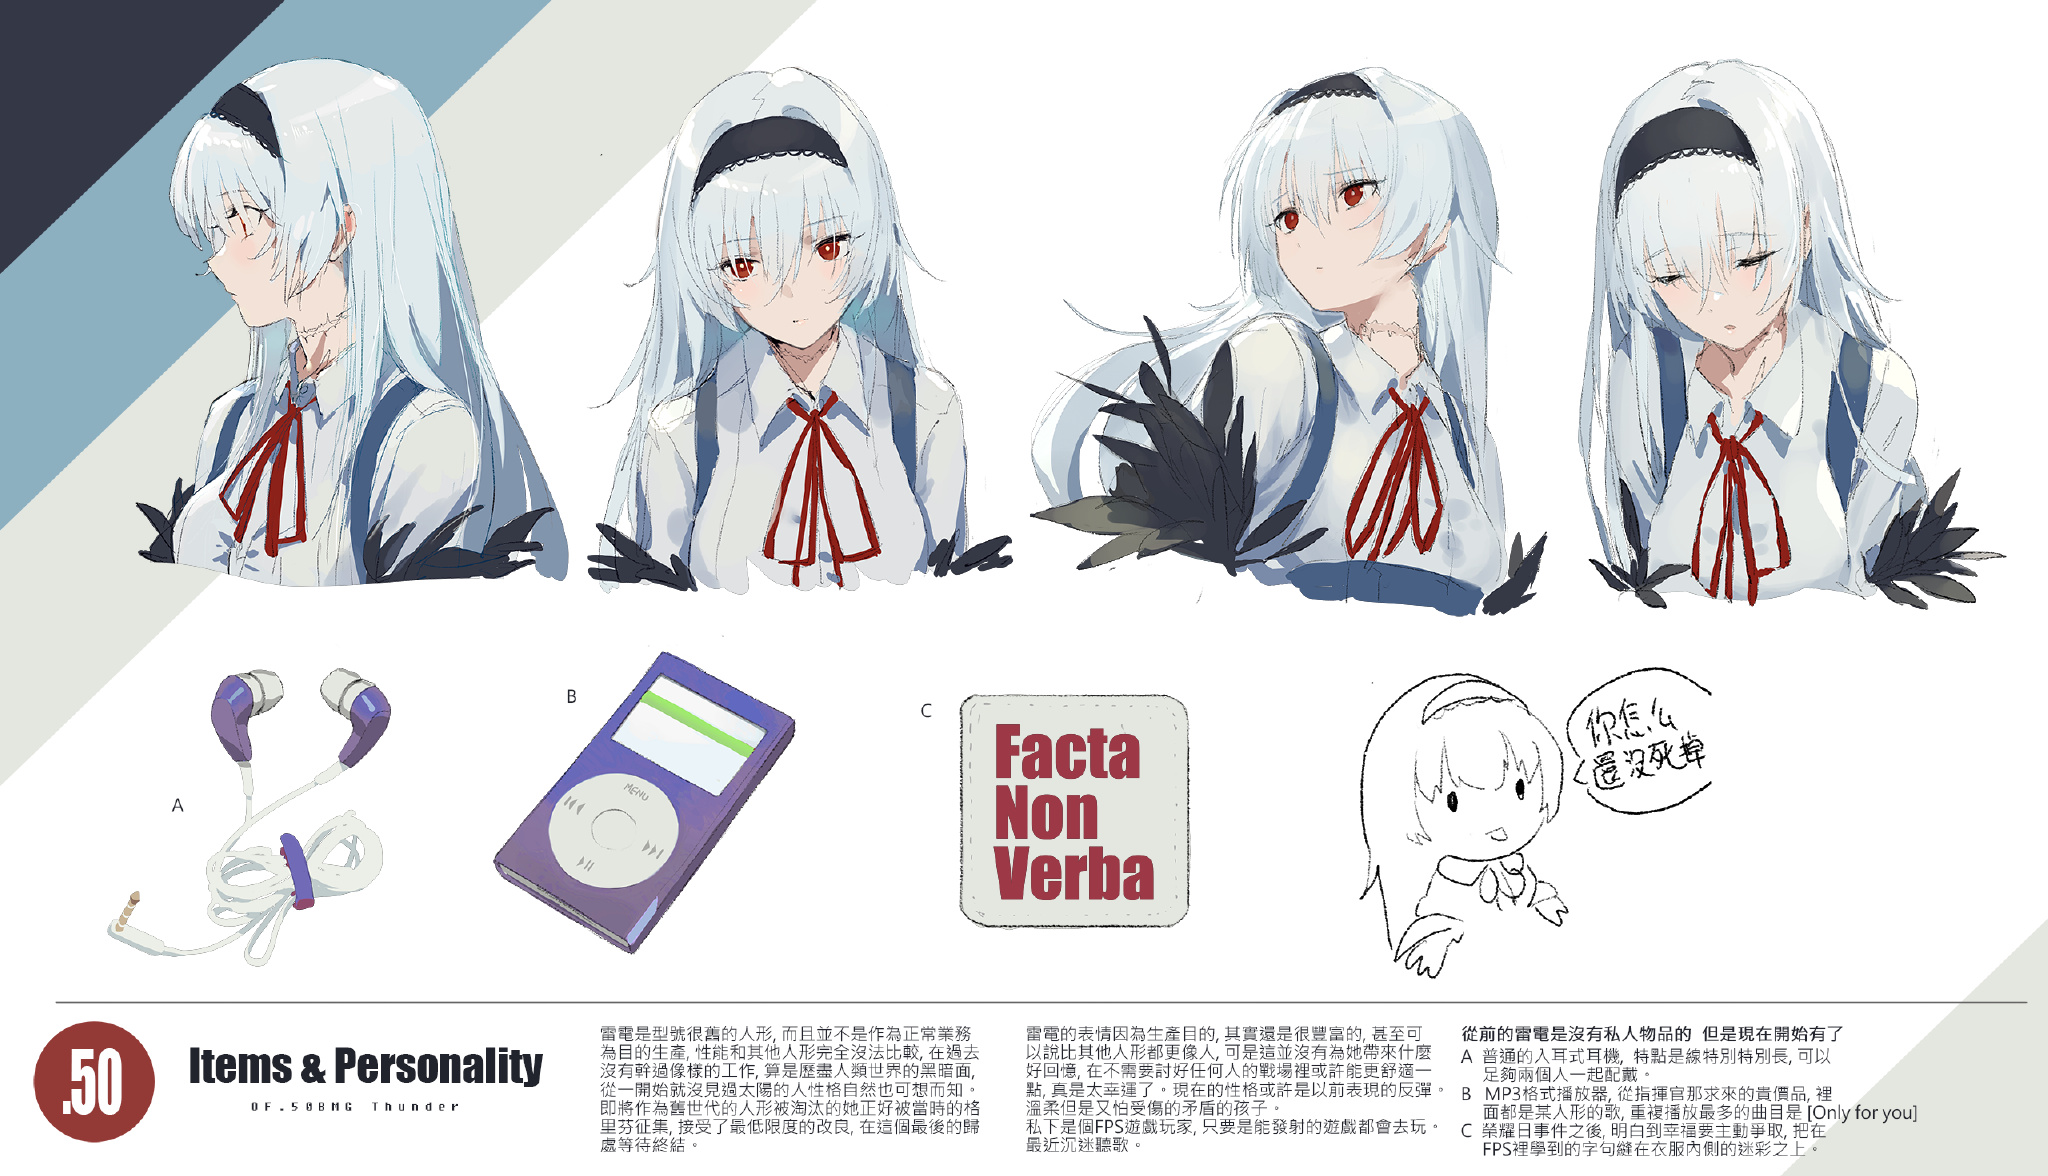 A
B
MENU
C
Facta
Non
Verba
你怎么
還沒死掉
.50
Items & Personality
OF.50BMG Thunder
雷電是型號很舊的人形, 而且並不是作為正常業務
為目的生產, 性能和其他人形完全沒法比較, 在過去
沒有幹過像樣的工作, 算是歷盡人類世界的黑暗面,
從一開始就沒見過太陽的人性格自然也可想而知。
即將作為舊世代的人形被淘汰的她正好被當時的格
里芬征集, 接受了最低限度的改良, 在這個最後的歸
處等待終結。
雷電的表情因為生產目的, 其實還是很豐富的, 甚至可
以說比其他人形都更像人, 可是這並沒有為她帶來什麼
好回憶, 在不需要討好任何人的戰場裡或許能更舒適一
點, 真是太幸運了。現在的性格或許是以前表現的反彈。
溫柔但是又怕受傷的矛盾的孩子。
私下是個FPS遊戲玩家, 只要是能發射的遊戲都會去玩。
最近沉迷聽歌。
從前的雷電是沒有私人物品的 但是現在開始有了
A 普通的入耳式耳機, 特點是線特別特別長, 可以
足夠兩個人一起配戴。
B MP3格式播放器, 從指揮官那求來的貴價品, 裡
面都是某人形的歌, 重複播放最多的曲目是 [Only for you]
C 榮耀日事件之後, 明白到幸福要主動爭取, 把在
FPS裡學到的字句縫在衣服內側的迷彩之上。